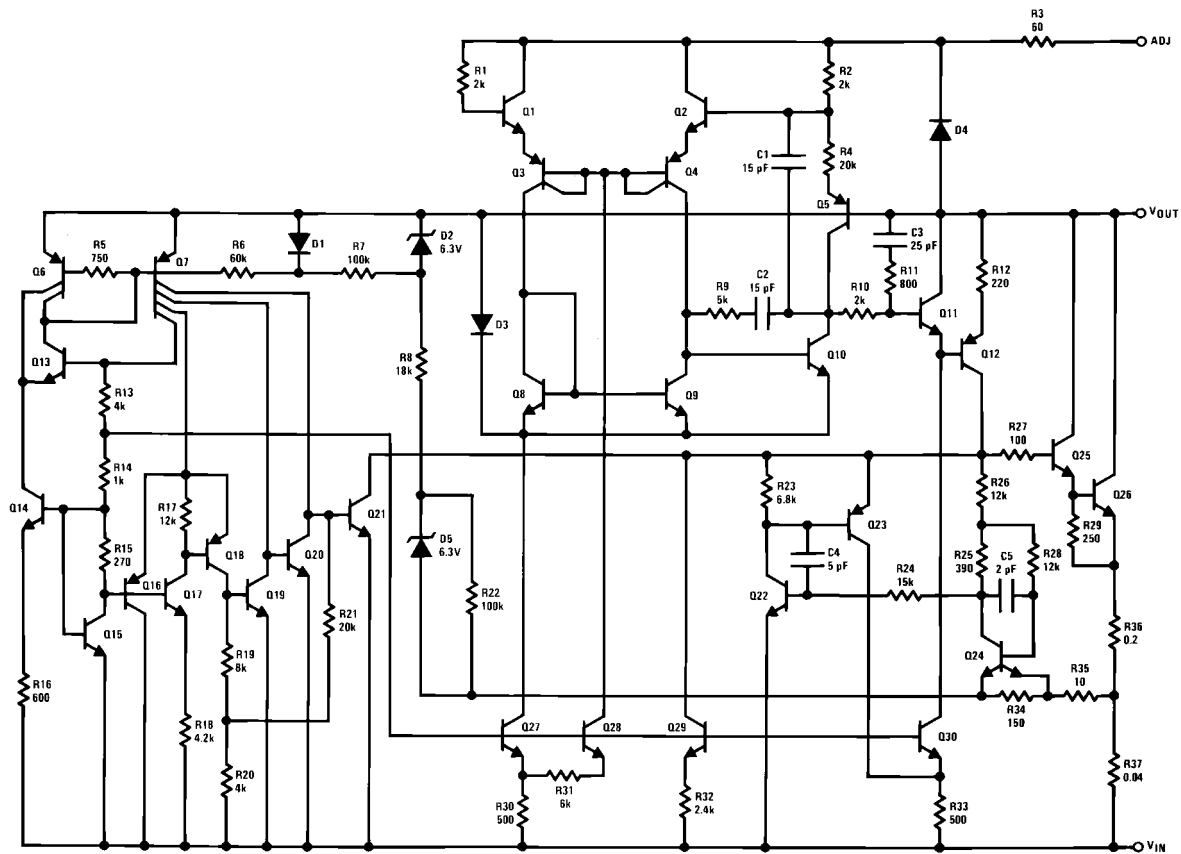 R3
60
ADJ
R1
2k
R2
2k
Q1
Q2
D4
C1
15 pF
R4
20k
Q3
Q4
Q5
VOUT
D2
6.3V
C3
25 pF
R5
750
R6
60k
D1
R7
100k
Q6
Q7
R11
800
R12
220
R9
5k
C2
15 pF
R10
2k
Q11
D3
Q12
Q13
R8
18k
Q10
R13
4k
Q8
Q9
R27
100
Q25
R14
1k
R23
6.8k
R26
12k
Q26
Q14
R17
12k
Q21
Q23
R29
250
R15
270
Q18
Q20
D5
6.3V
C4
5 pF
R25
390
C5
2 pF
R28
12k
Q16
Q17
Q19
R22
100k
Q22
R24
15k
R21
20k
Q15
R36
0.2
R19
8k
Q24
R35
10
R16
600
R34
150
R18
4.2k
Q27
Q28
Q29
Q30
R20
4k
R31
6k
R37
0.04
R30
500
R32
2.4k
R33
500
VIN